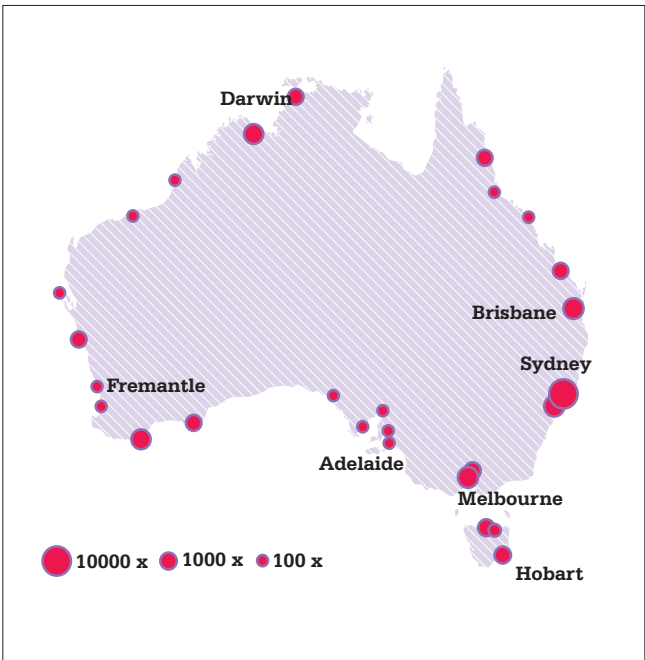 Darwin
Brisbane
Sydney
Fremantle
Adelaide
Melbourne
10000 x 1000 x 100 x
Hobart